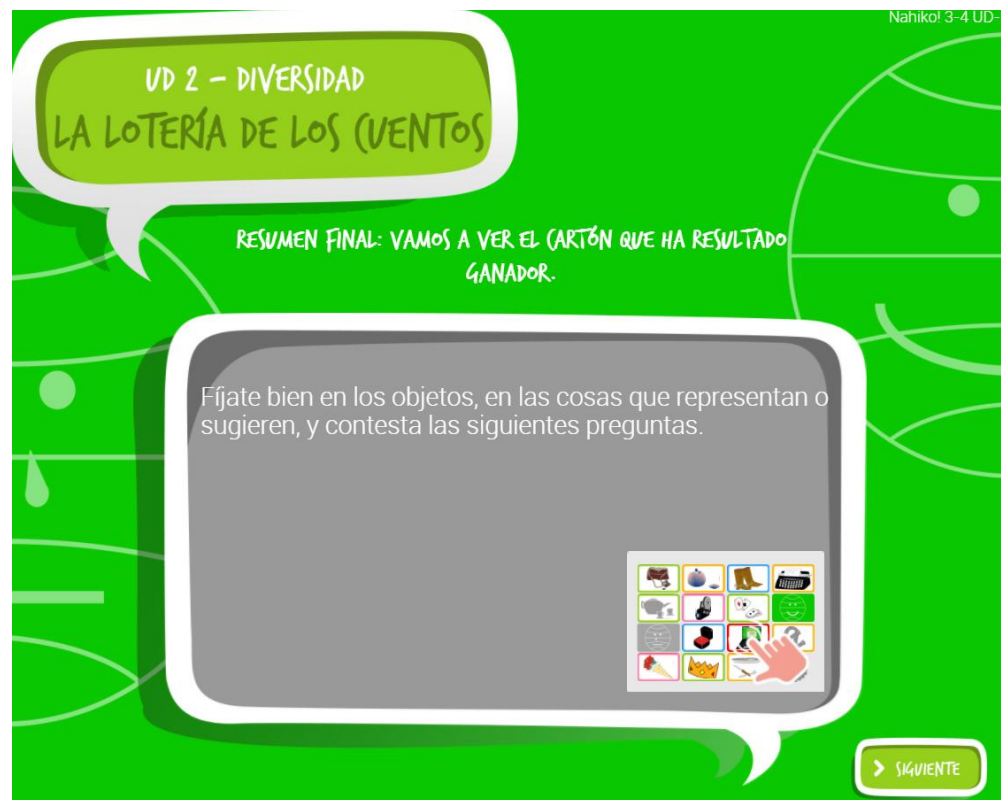 Nahiko! 3-4 UD-
UD 2 – DIVERSIDAD
LA LOTERÍA DE LOS CUENTOS
RESUMEN FINAL: VAMOS A VER EL CARTÓN QUE HA RESULTADO
GANADOR.
Fíjate bien en los objetos, en las cosas que representan o
sugieren, y contesta las siguientes preguntas.
> SIGUIENTE